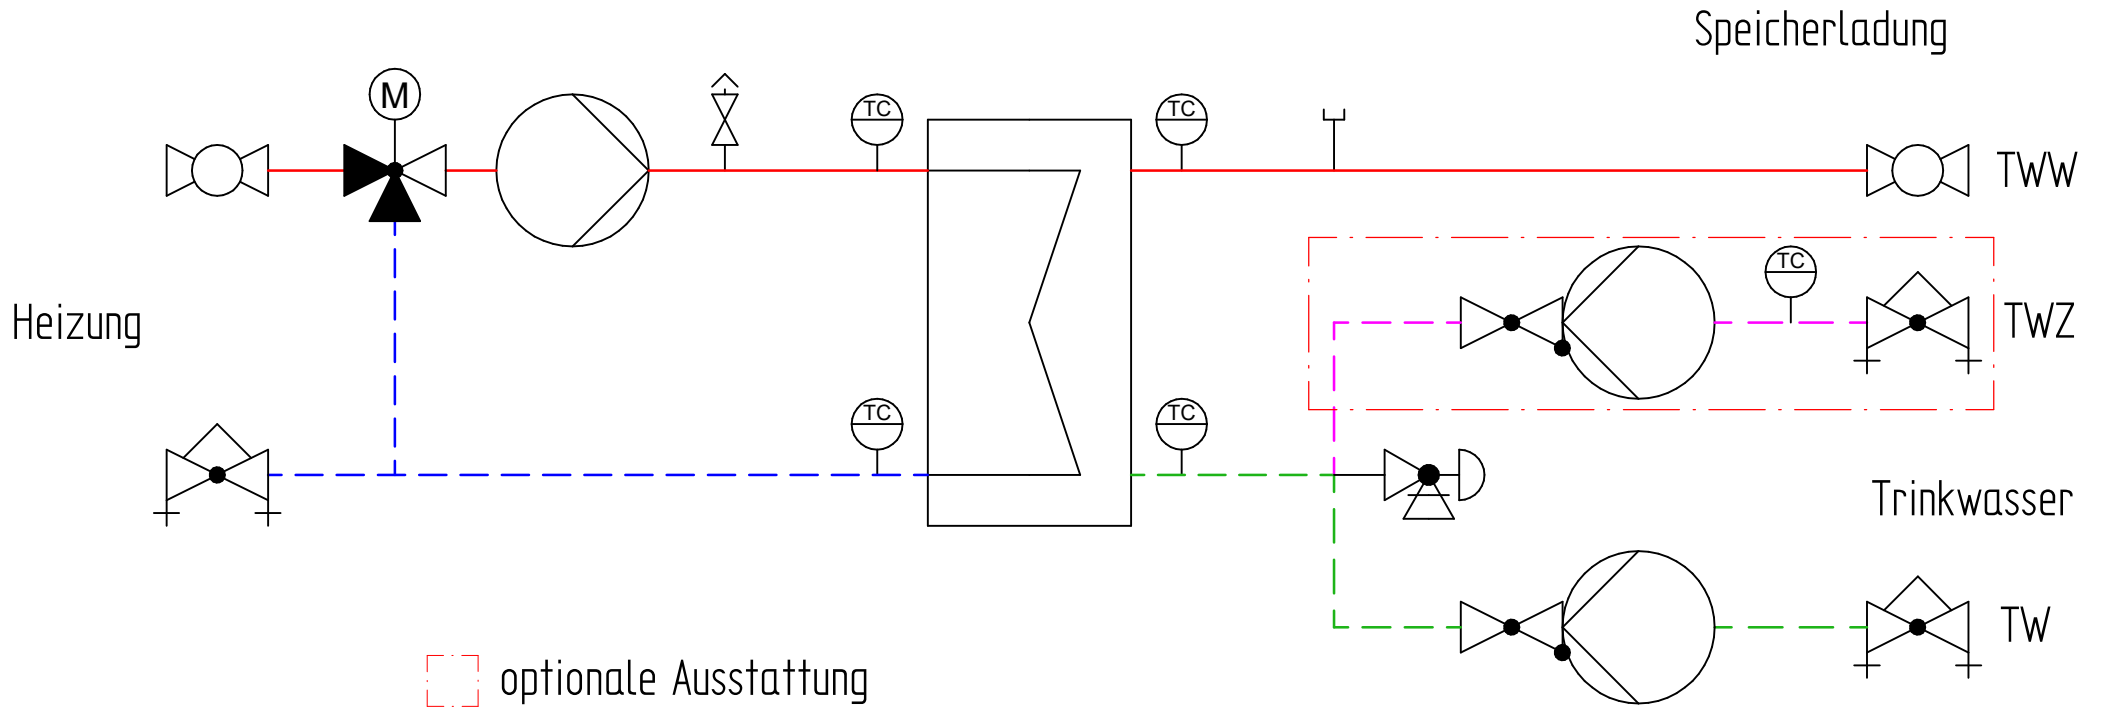 Speicherladung
M
TC
TC
TWW
TC
Heizung
TWZ
TC
TC
Trinkwasser
TW
optionale Ausstattung